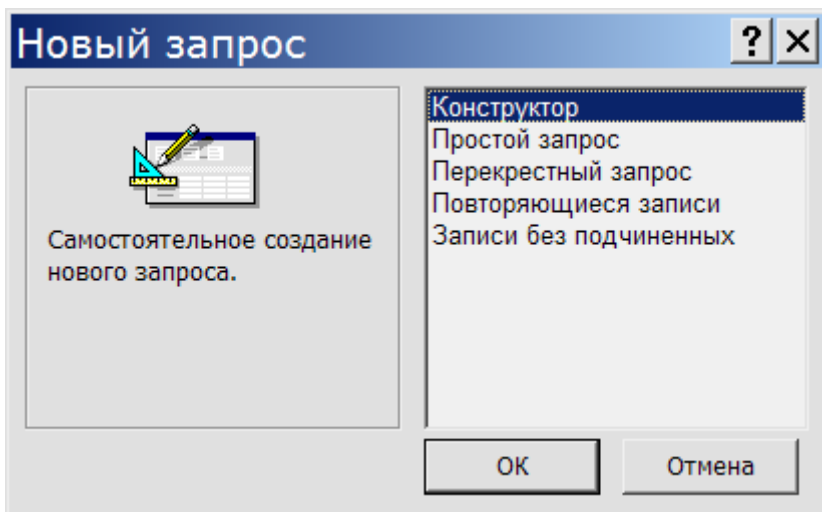 Новый запрос
Самостоятельное создание
нового запроса.
Конструктор
Простой запрос
Перекрестный запрос
Повторяющиеся записи
Записи без подчиненных
ОК
Отмена